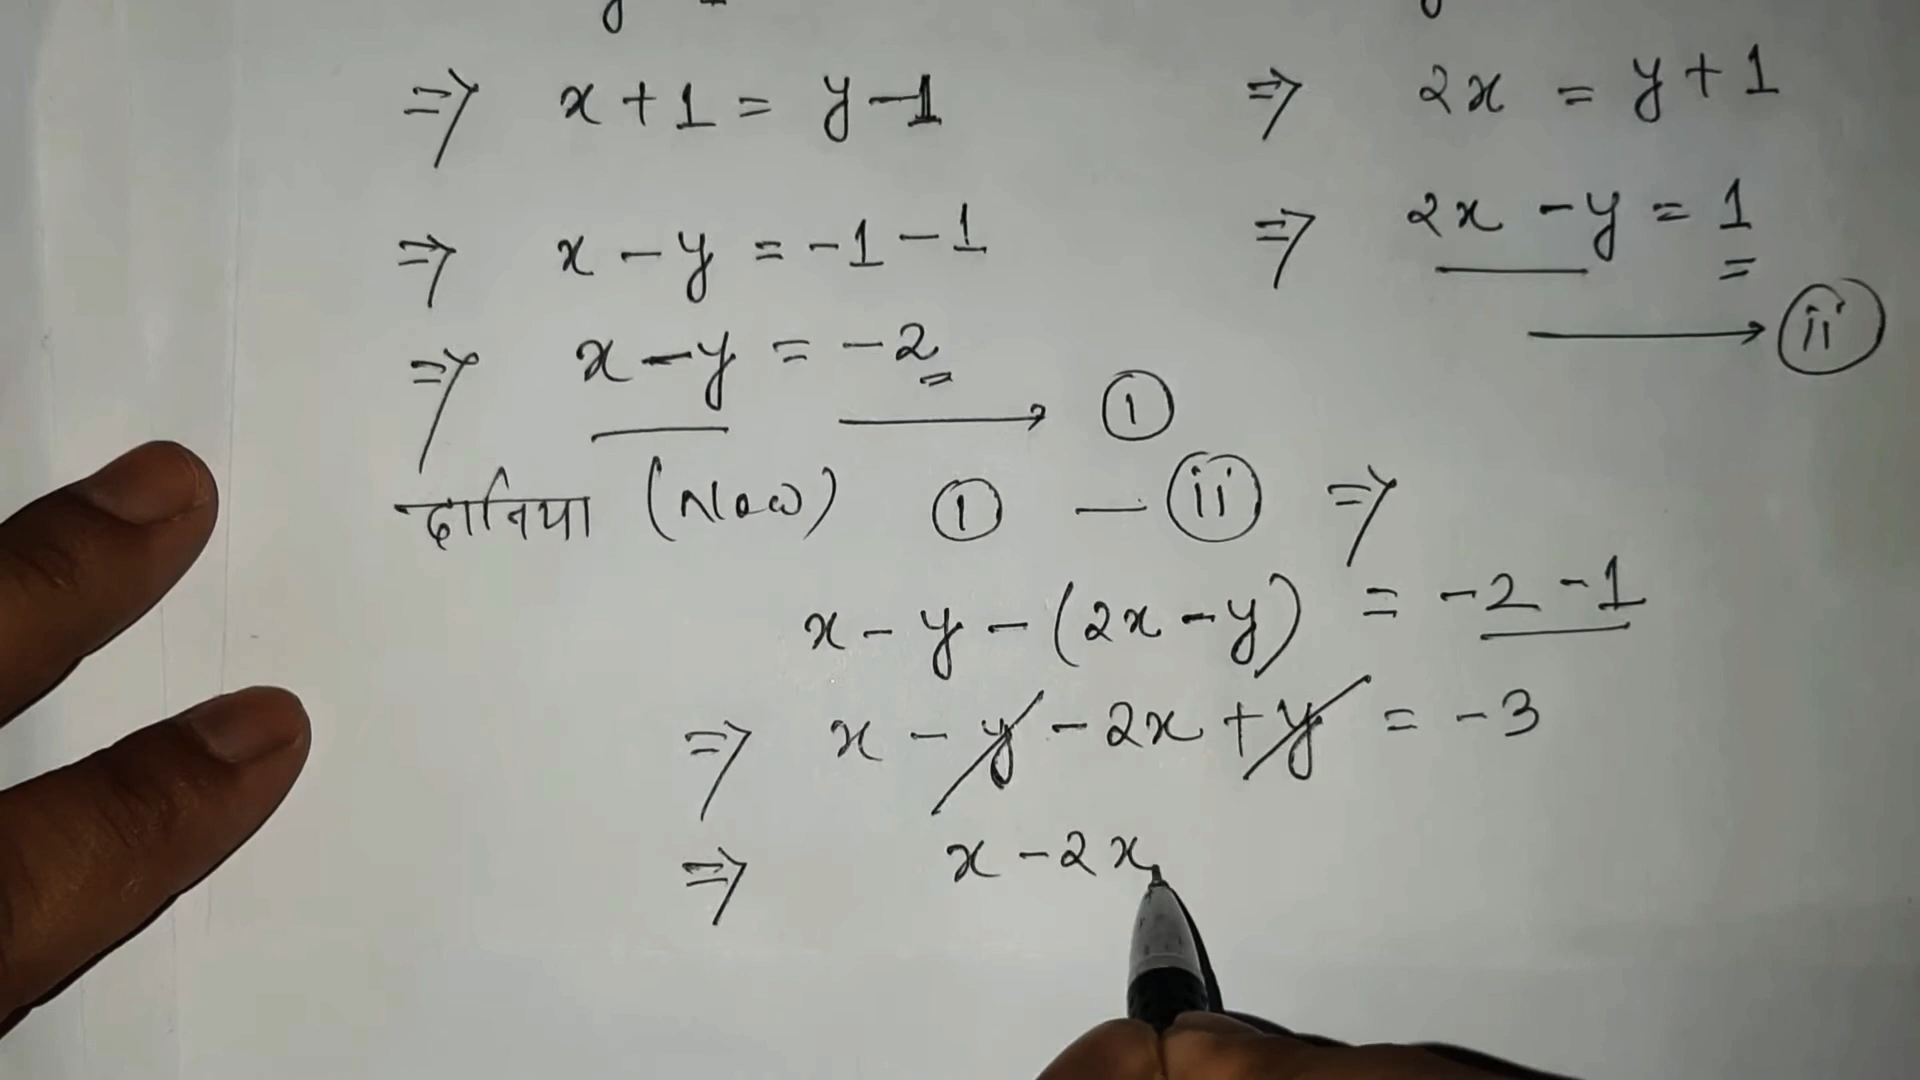 ⇒ x + 1 = y - 1
⇒ x - y = -1 - 1
⇒ x - y = -2 → ①
⇒ 2x = y + 1
⇒ 2x - y = 1
→ ⓘⓘ
(Now) ① - ⓘⓘ ⇒
x - y - (2x - y) = -2 - 1
⇒ x - y - 2x + y = -3
⇒ x - 2x